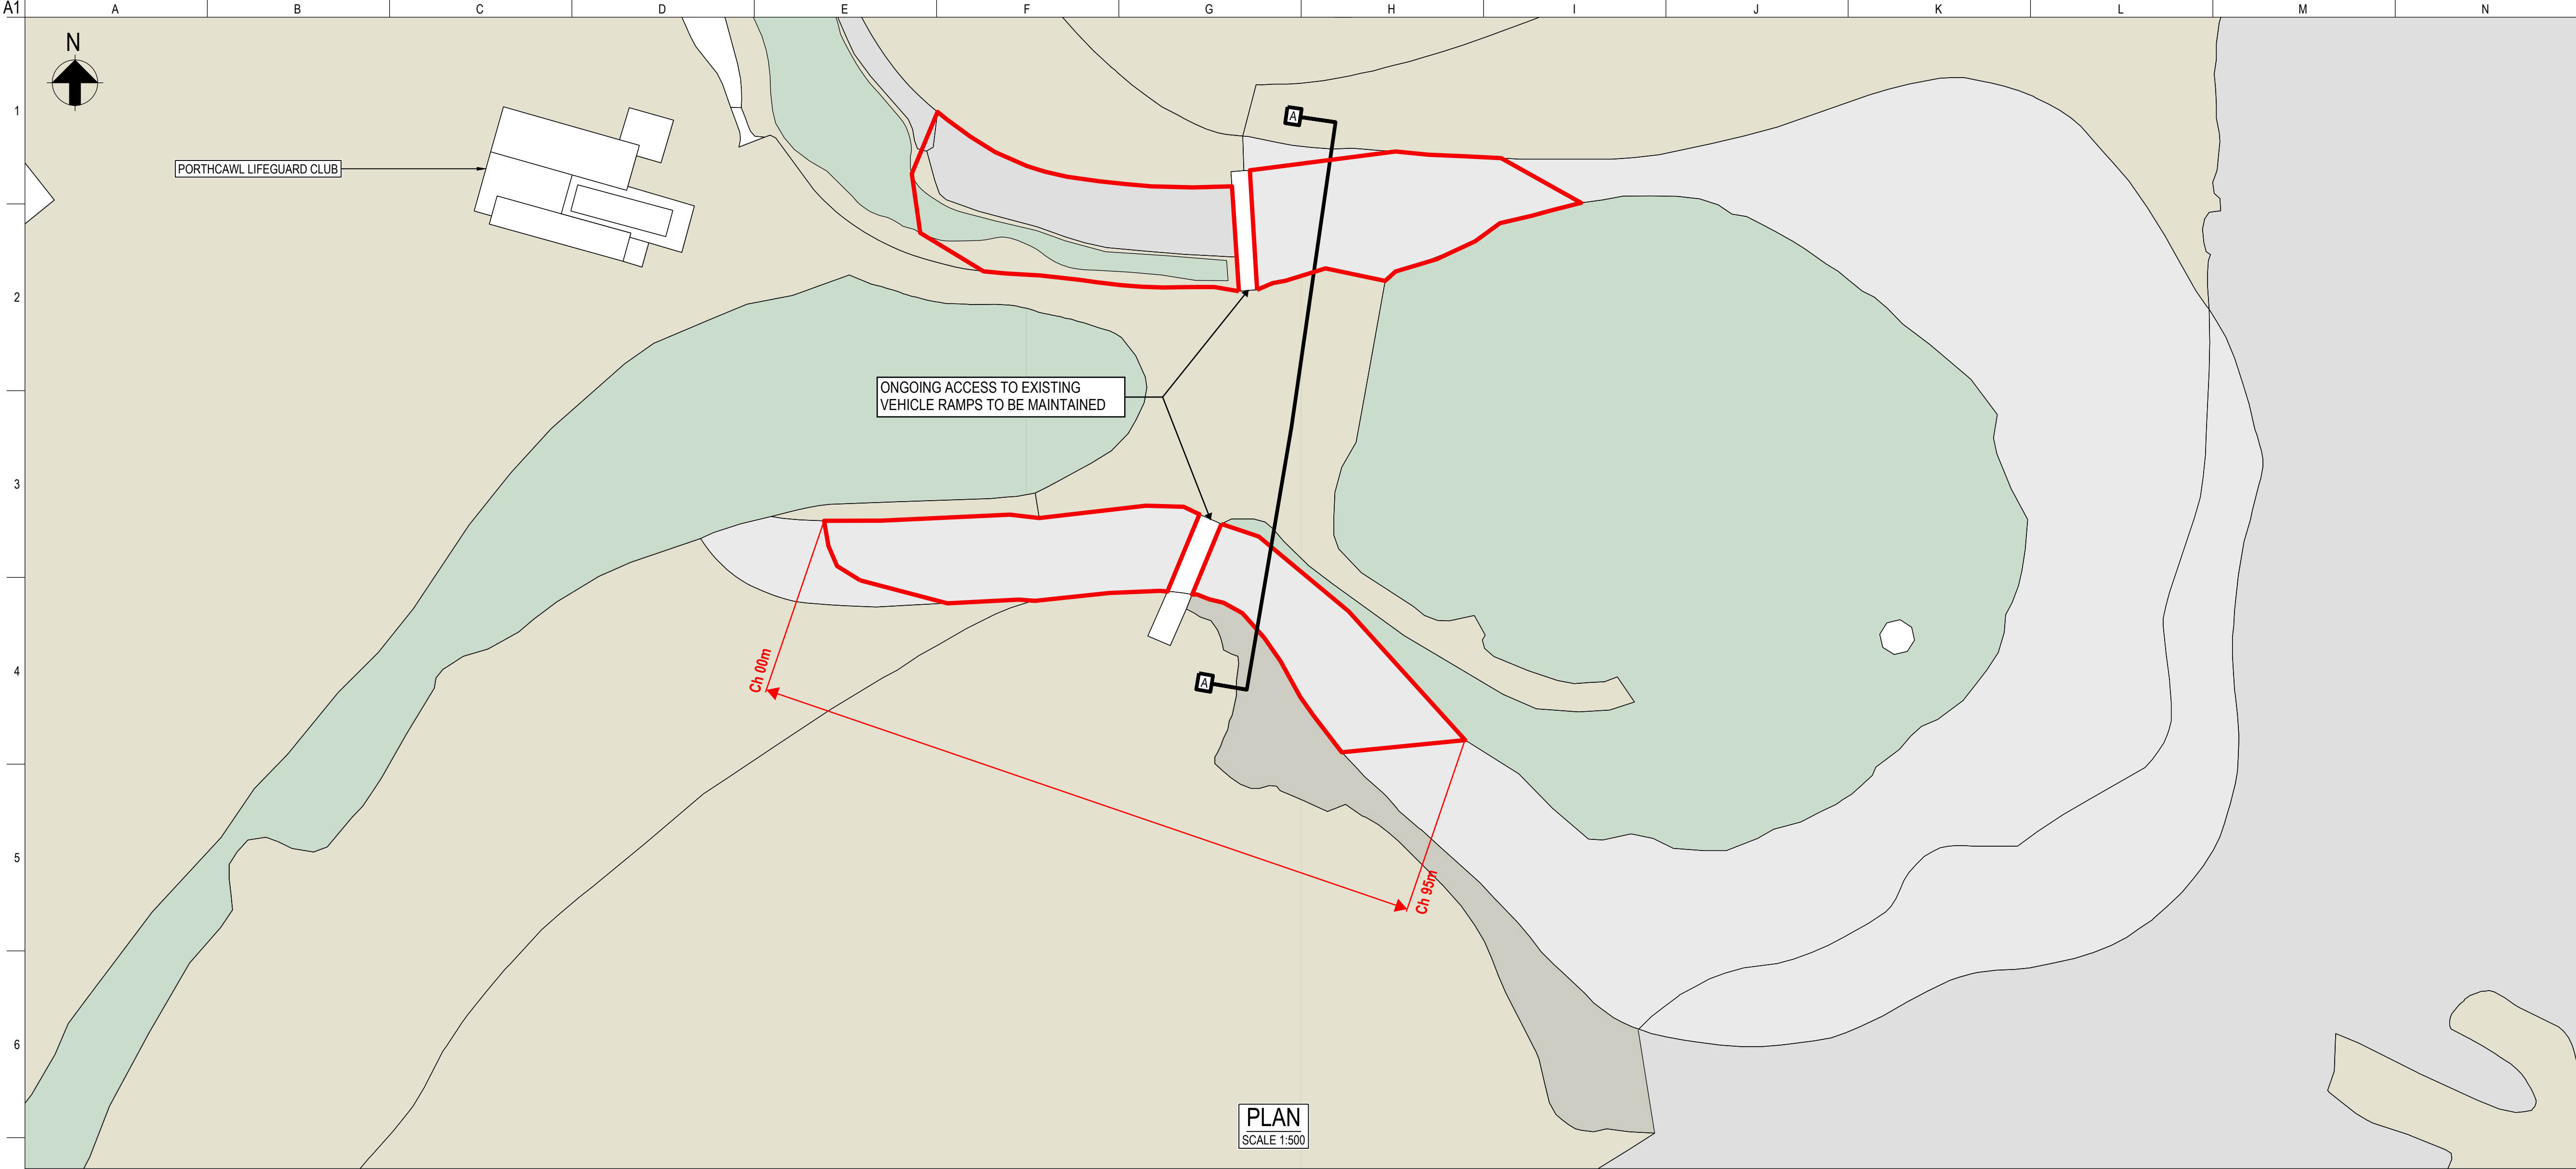 A1 A B C D E F G H I J K L M N
N
1
A
PORTHCAWL LIFEGUARD CLUB
2
ONGOING ACCESS TO EXISTING
VEHICLE RAMPS TO BE MAINTAINED
3
4
Ch 00m
A
5
Ch 95m
6
PLAN
SCALE 1:500